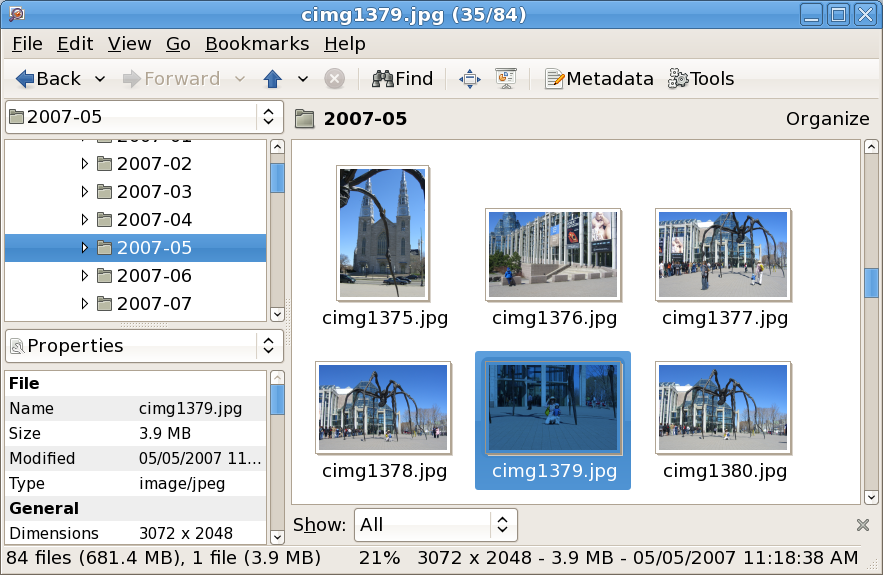 cimg1379.jpg (35/84)
File Edit View Go Bookmarks Help
Back Forward Find Metadata Tools
2007-05
2007-05 Organize
2007-02
2007-03
2007-04
2007-05
2007-06
2007-07
cimg1375.jpg cimg1376.jpg cimg1377.jpg
Properties
File
Name cimg1379.jpg
Size 3.9 MB
Modified 05/05/2007 11...
Type image/jpeg
General
Dimensions 3072 x 2048
cimg1378.jpg cimg1379.jpg cimg1380.jpg
Show: All
84 files (681.4 MB), 1 file (3.9 MB) 21% 3072 x 2048 - 3.9 MB - 05/05/2007 11:18:38 AM